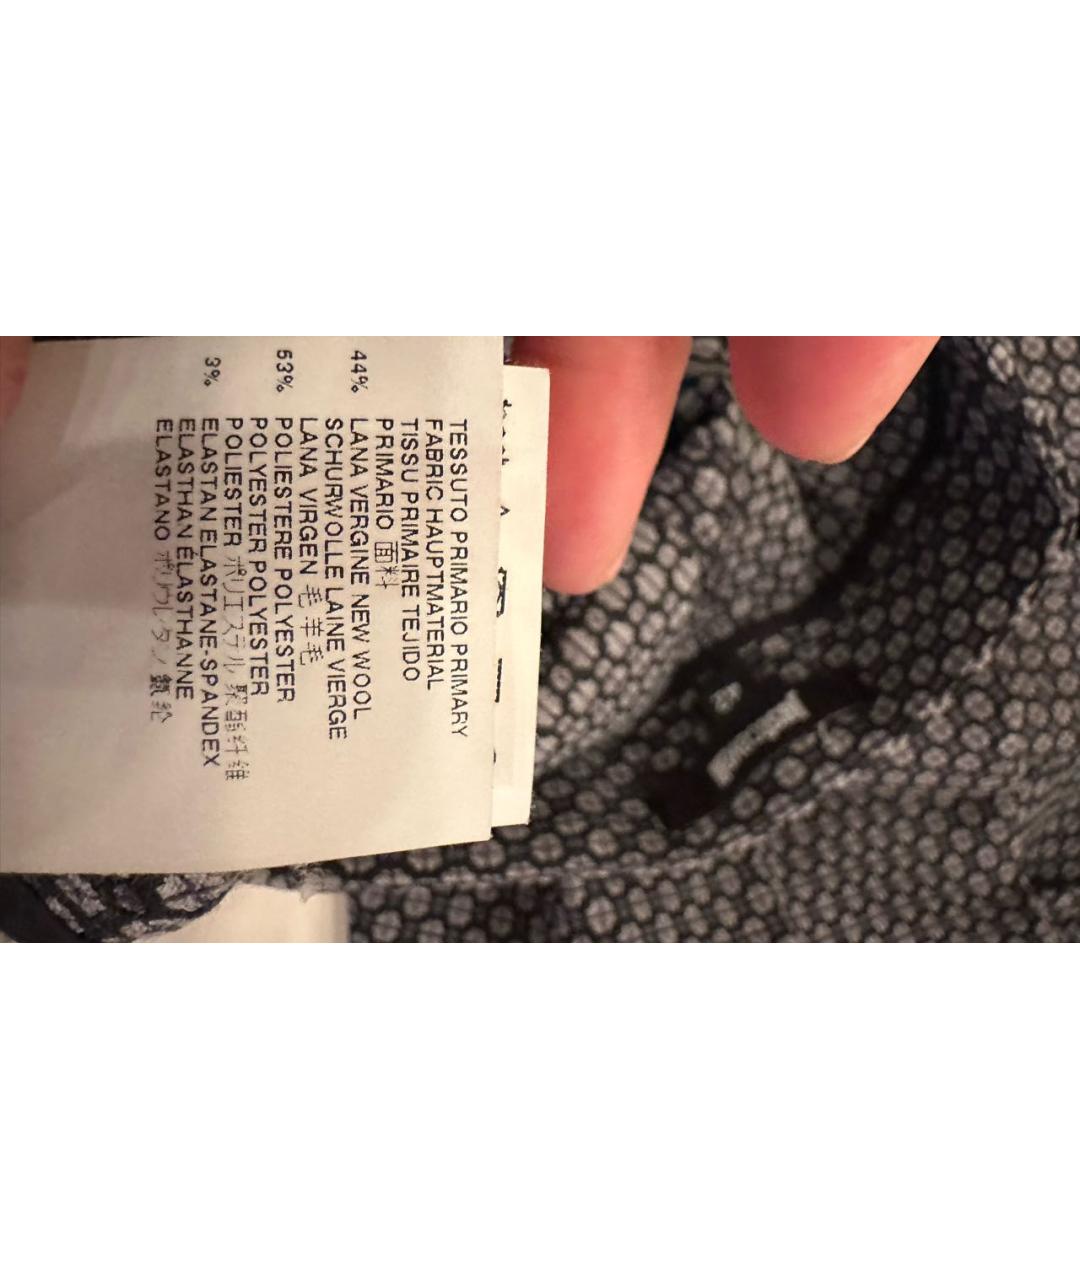 TESSUTO PRIMARIO PRIMARY
FABRIC HAUPTMATERIAL
TISSU PRIMAIRE TEJIDO
PRIMARIO 面料
44% LANA VERGINE NEW WOOL
SCHURWOLLE LAINE VIERGE
LANA VIRGEN 毛 羊毛
53% POLIESTERE POLYESTER
POLYESTER POLYESTER
POLIESTER ポリエステル 聚酯纤维
3% ELASTAN ELASTANE-SPANDEX
ELASTHAN ÉLASTHANNE
ELASTANO ポリウレタン 氨纶